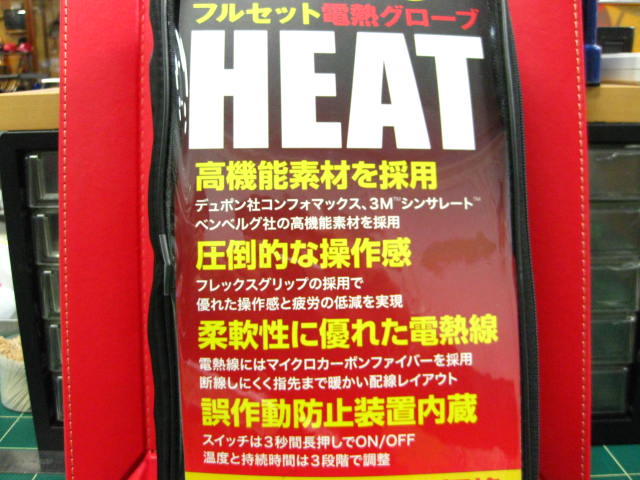 フルセット電熱グローブ
HEAT
高機能素材を採用
デュポン社コンフォマックス、3M™シンサレート™
ベンベルグ社の高機能素材を採用
圧倒的な操作感
フレックスグリップの採用で
優れた操作感と疲労の低減を実現
柔軟性に優れた電熱線
電熱線にはマイクロカーボンファイバーを採用
断線しにくく指先まで暖かい配線レイアウト
誤作動防止装置内蔵
スイッチは3秒間長押しでON/OFF
温度と持続時間は3段階で調整